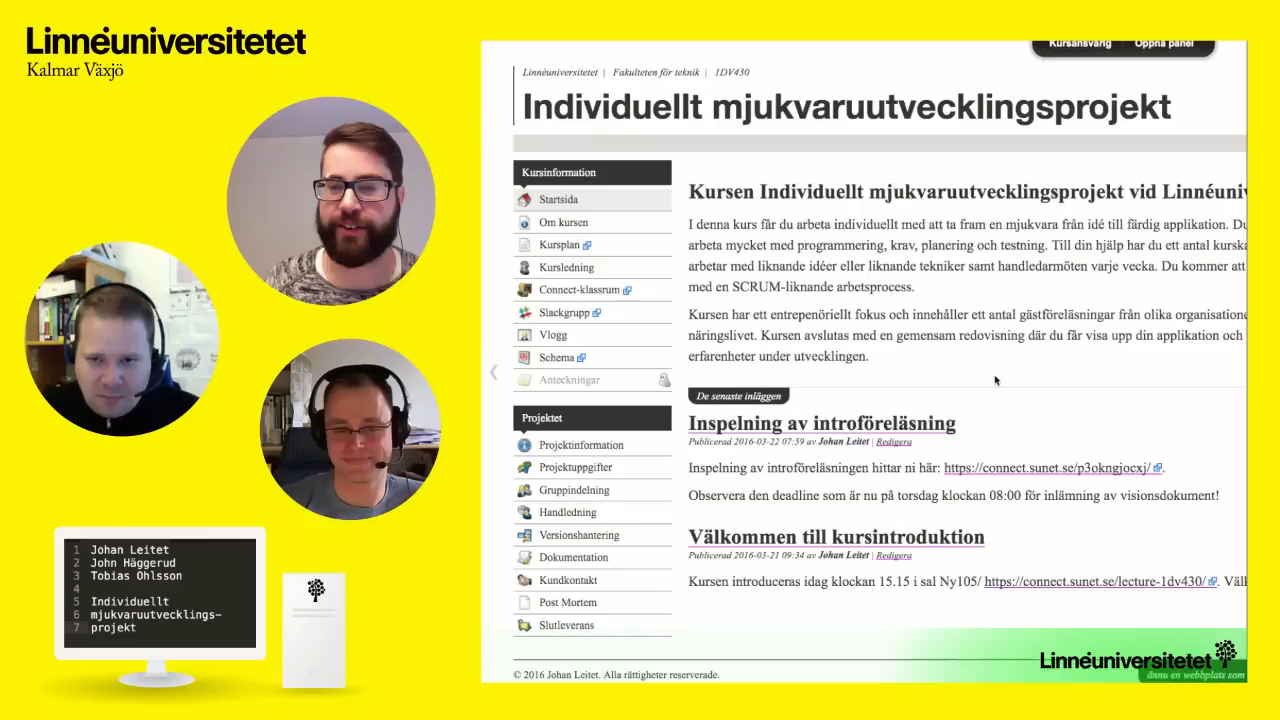 Linnéuniversitetet
Kalmar Växjö
1 Johan Leitet
2 John Häggerud
3 Tobias Ohlsson
4
5 Individuellt
6 mjukvaruutvecklings-
7 projekt
Kursansvarig Öppna panel
Linnéuniversitetet | Fakulteten för teknik | 1DV430
Individuellt mjukvaruutvecklingsprojekt
Kursinformation
Startsida
Om kursen
Kursplan
Kursledning
Connect-klassrum
Slackgrupp
Vlogg
Schema
Anteckningar
Projektet
Projektinformation
Projektuppgifter
Gruppindelning
Handledning
Versionshantering
Dokumentation
Kundkontakt
Post Mortem
Slutleverans
Kursen Individuellt mjukvaruutvecklingsprojekt vid Linnéuniv
I denna kurs får du arbeta individuellt med att ta fram en mjukvara från idé till färdig applikation. Du
arbeta mycket med programmering, krav, planering och testning. Till din hjälp har du ett antal kurska
arbetar med liknande idéer eller liknande tekniker samt handledarmöten varje vecka. Du kommer att
med en SCRUM-liknande arbetsprocess.
Kursen har ett entrepenöriellt fokus och innehåller ett antal gästföreläsningar från olika organisatione
näringslivet. Kursen avslutas med en gemensam redovisning där du får visa upp din applikation och
erfarenheter under utvecklingen.
De senaste inläggen
Inspelning av introföreläsning
Publicerad 2016-03-22 07:59 av Johan Leitet | Redigera
Inspelning av introföreläsningen hittar ni här: https://connect.sunet.se/p3okngjocxj/.
Observera den deadline som är nu på torsdag klockan 08:00 för inlämning av visionsdokument!
Välkommen till kursintroduktion
Publicerad 2016-03-21 09:34 av Johan Leitet | Redigera
Kursen introduceras idag klockan 15.15 i sal Ny105/ https://connect.sunet.se/lecture-1dv430/. Väl
© 2016 Johan Leitet. Alla rättigheter reserverade.
Linnéuniversitetet
ännu en webbplats som